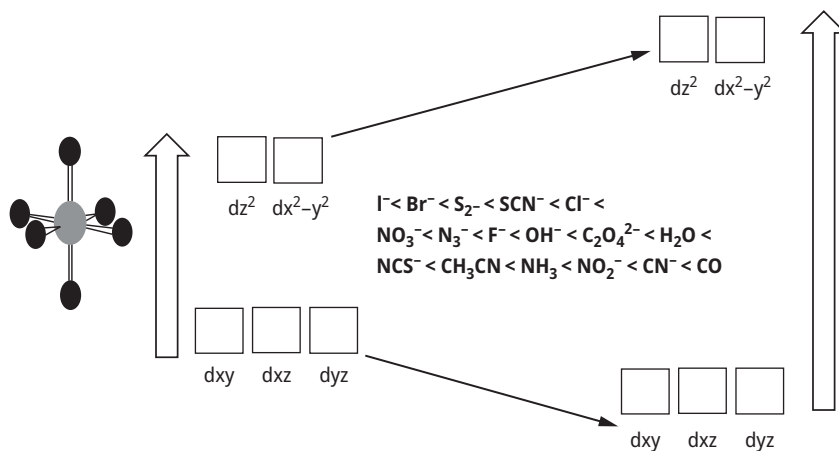 dz² dx²–y²
dz² dx²–y²
I⁻< Br⁻ < S₂₋ < SCN⁻ < Cl⁻ <
NO₃⁻< N₃⁻ < F⁻ < OH⁻ < C₂O₄²⁻ < H₂O <
NCS⁻ < CH₃CN < NH₃ < NO₂⁻ < CN⁻ < CO
dxy dxz dyz
dxy dxz dyz